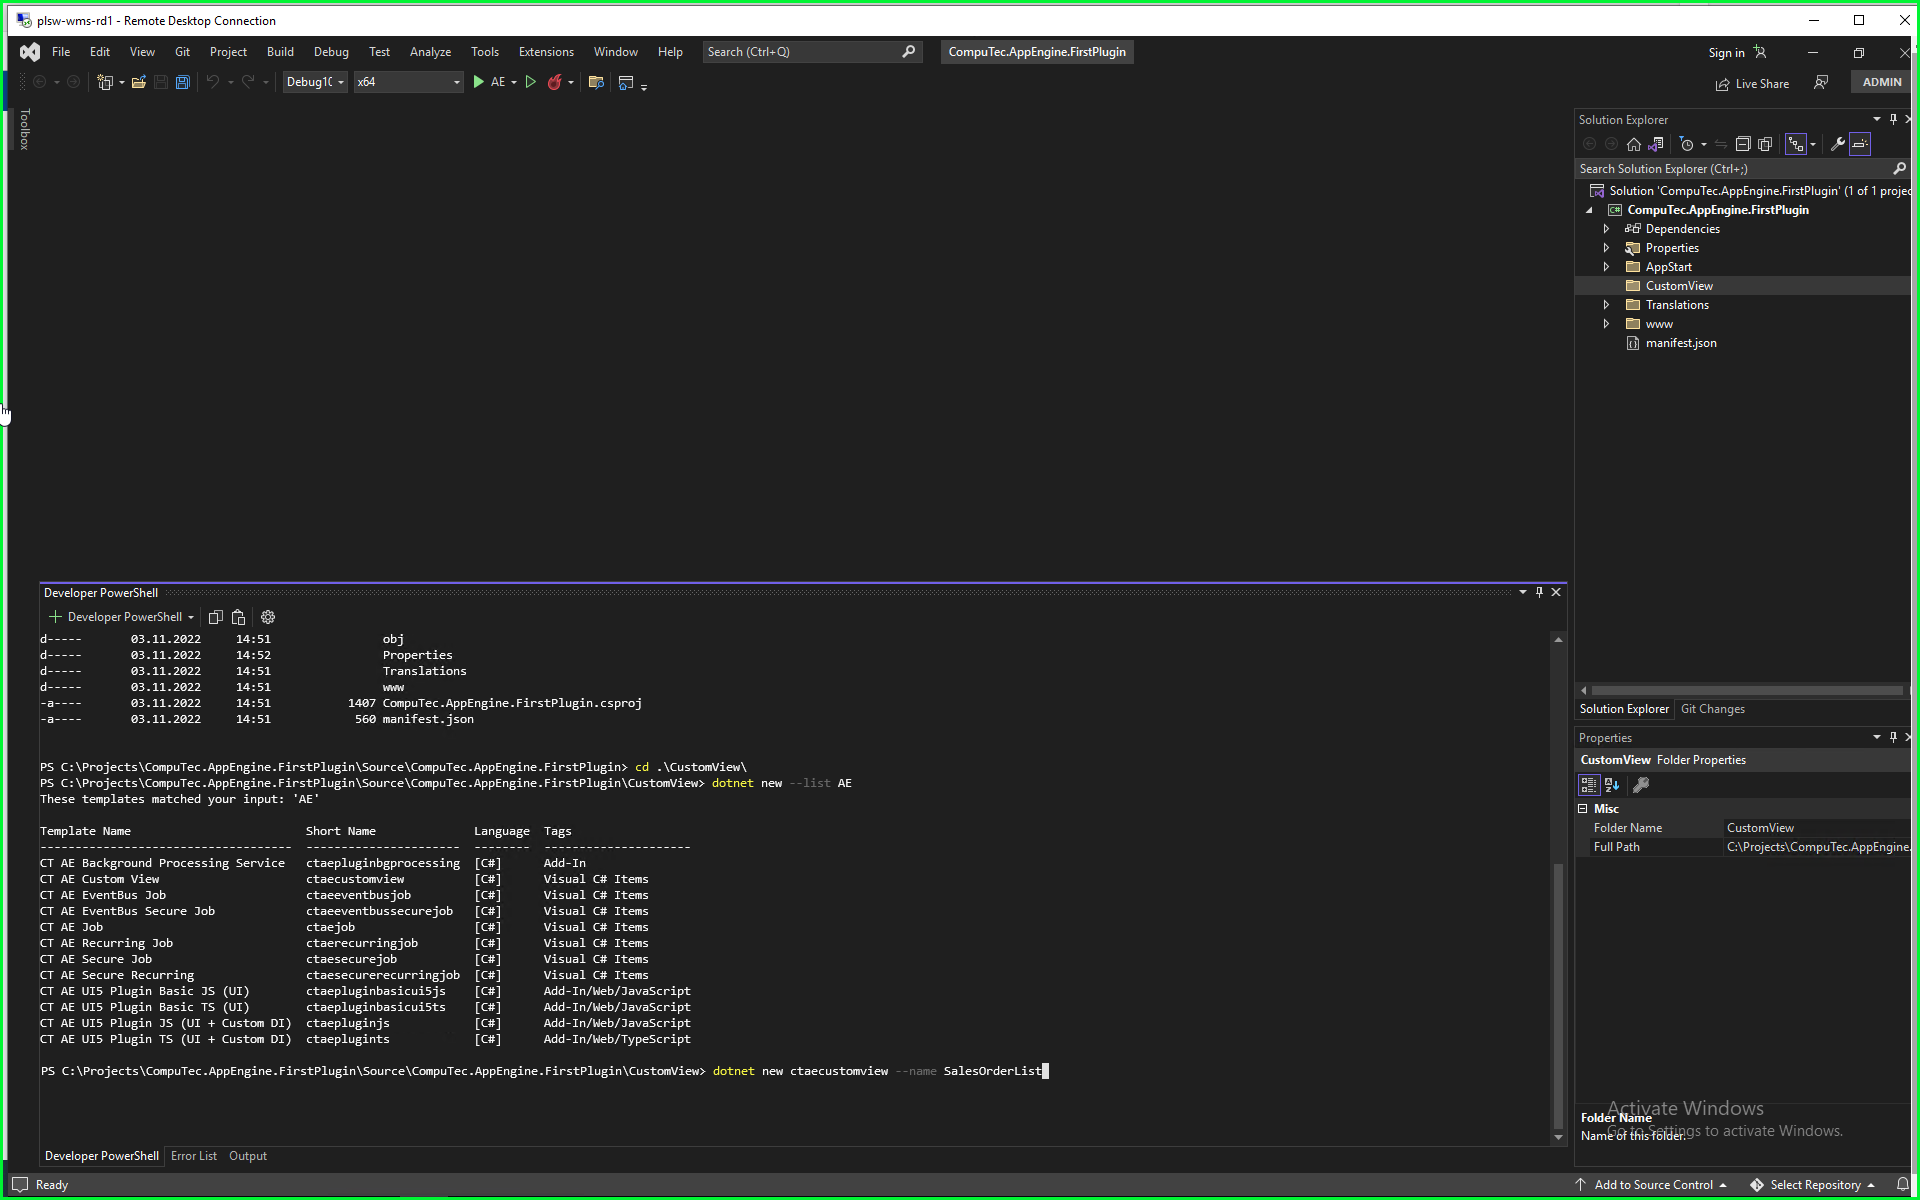 plsw-wms-rd1 - Remote Desktop Connection
File Edit View Git Project Build Debug Test Analyze Tools Extensions Window Help Search (Ctrl+Q) CompuTec.AppEngine.FirstPlugin Sign in
Debug10 x64 AE Live Share ADMIN
Toolbox
Solution Explorer
Search Solution Explorer (Ctrl+;)
Solution 'CompuTec.AppEngine.FirstPlugin' (1 of 1 projec
CompuTec.AppEngine.FirstPlugin
Dependencies
Properties
AppStart
CustomView
Translations
www
manifest.json
Solution Explorer Git Changes
Properties
CustomView Folder Properties
Misc
Folder Name CustomView
Full Path C:\Projects\CompuTec.AppEngine.
Folder Name
Name of this folder.
Activate Windows
Go to Settings to activate Windows.
Developer PowerShell
Developer PowerShell
d----- 03.11.2022 14:51 obj
d----- 03.11.2022 14:52 Properties
d----- 03.11.2022 14:51 Translations
d----- 03.11.2022 14:51 www
-a---- 03.11.2022 14:51 1407 CompuTec.AppEngine.FirstPlugin.csproj
-a---- 03.11.2022 14:51 560 manifest.json
PS C:\Projects\CompuTec.AppEngine.FirstPlugin\Source\CompuTec.AppEngine.FirstPlugin> cd .\CustomView\
PS C:\Projects\CompuTec.AppEngine.FirstPlugin\Source\CompuTec.AppEngine.FirstPlugin\CustomView> dotnet new --list AE
These templates matched your input: 'AE'
Template Name Short Name Language Tags
------------------------------------ ---------------------- -------- ---------------------
CT AE Background Processing Service ctaepluginbgprocessing [C#] Add-In
CT AE Custom View ctaecustomview [C#] Visual C# Items
CT AE EventBus Job ctaeeventbusjob [C#] Visual C# Items
CT AE EventBus Secure Job ctaeeventbussecurejob [C#] Visual C# Items
CT AE Job ctaejob [C#] Visual C# Items
CT AE Recurring Job ctaerecurringjob [C#] Visual C# Items
CT AE Secure Job ctaesecurejob [C#] Visual C# Items
CT AE Secure Recurring ctaesecurerecurringjob [C#] Visual C# Items
CT AE UI5 Plugin Basic JS (UI) ctaepluginbasicui5js [C#] Add-In/Web/JavaScript
CT AE UI5 Plugin Basic TS (UI) ctaepluginbasicui5ts [C#] Add-In/Web/JavaScript
CT AE UI5 Plugin JS (UI + Custom DI) ctaepluginjs [C#] Add-In/Web/JavaScript
CT AE UI5 Plugin TS (UI + Custom DI) ctaeplugints [C#] Add-In/Web/TypeScript
PS C:\Projects\CompuTec.AppEngine.FirstPlugin\Source\CompuTec.AppEngine.FirstPlugin\CustomView> dotnet new ctaecustomview --name SalesOrderList
Developer PowerShell Error List Output
Ready Add to Source Control Select Repository